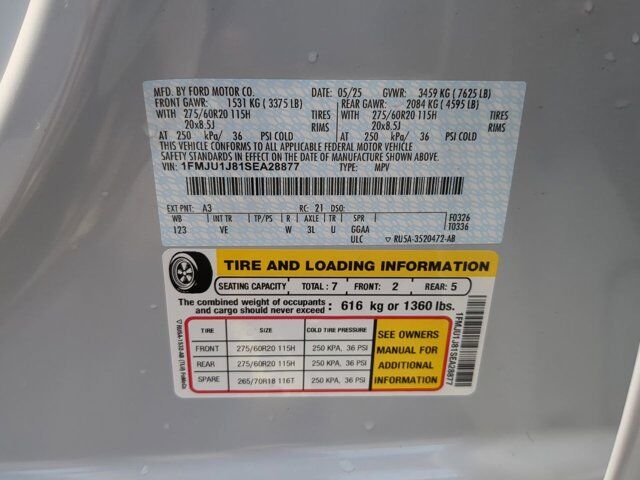 MFD. BY FORD MOTOR CO. DATE: 05/25 GVWR: 3459 KG (7625 LB)
FRONT GAWR: 1531 KG (3375 LB) REAR GAWR: 2084 KG (4595 LB)
WITH 275/60R20 115H TIRES WITH 275/60R20 115H TIRES
20x8.5J RIMS 20x8.5J RIMS
AT 250 kPa/ 36 PSI COLD AT 250 kPa/ 36 PSI COLD
THIS VEHICLE CONFORMS TO ALL APPLICABLE FEDERAL MOTOR VEHICLE
SAFETY STANDARDS IN EFFECT ON THE DATE OF MANUFACTURE SHOWN ABOVE.
VIN: 1FMJU1J81SEA28877 TYPE: MPV
EXT PNT: A3 RC: 21 DSO:
WB INT TR TP/PS R AXLE TR SPR F0326
123 VE W 3L U GGAA T0336
ULC ▽ RU5A-3520472-AB
TIRE AND LOADING INFORMATION
SEATING CAPACITY TOTAL: 7 FRONT: 2 REAR: 5
The combined weight of occupants
and cargo should never exceed: 616 kg or 1360 lbs.
TIRE SIZE COLD TIRE PRESSURE
FRONT 275/60R20 115H 250 KPA, 36 PSI
REAR 275/60R20 115H 250 KPA, 36 PSI
SPARE 265/70R18 116T 250 KPA, 36 PSI
SEE OWNERS
MANUAL FOR
ADDITIONAL
INFORMATION
1FMJU1J81SEA28877